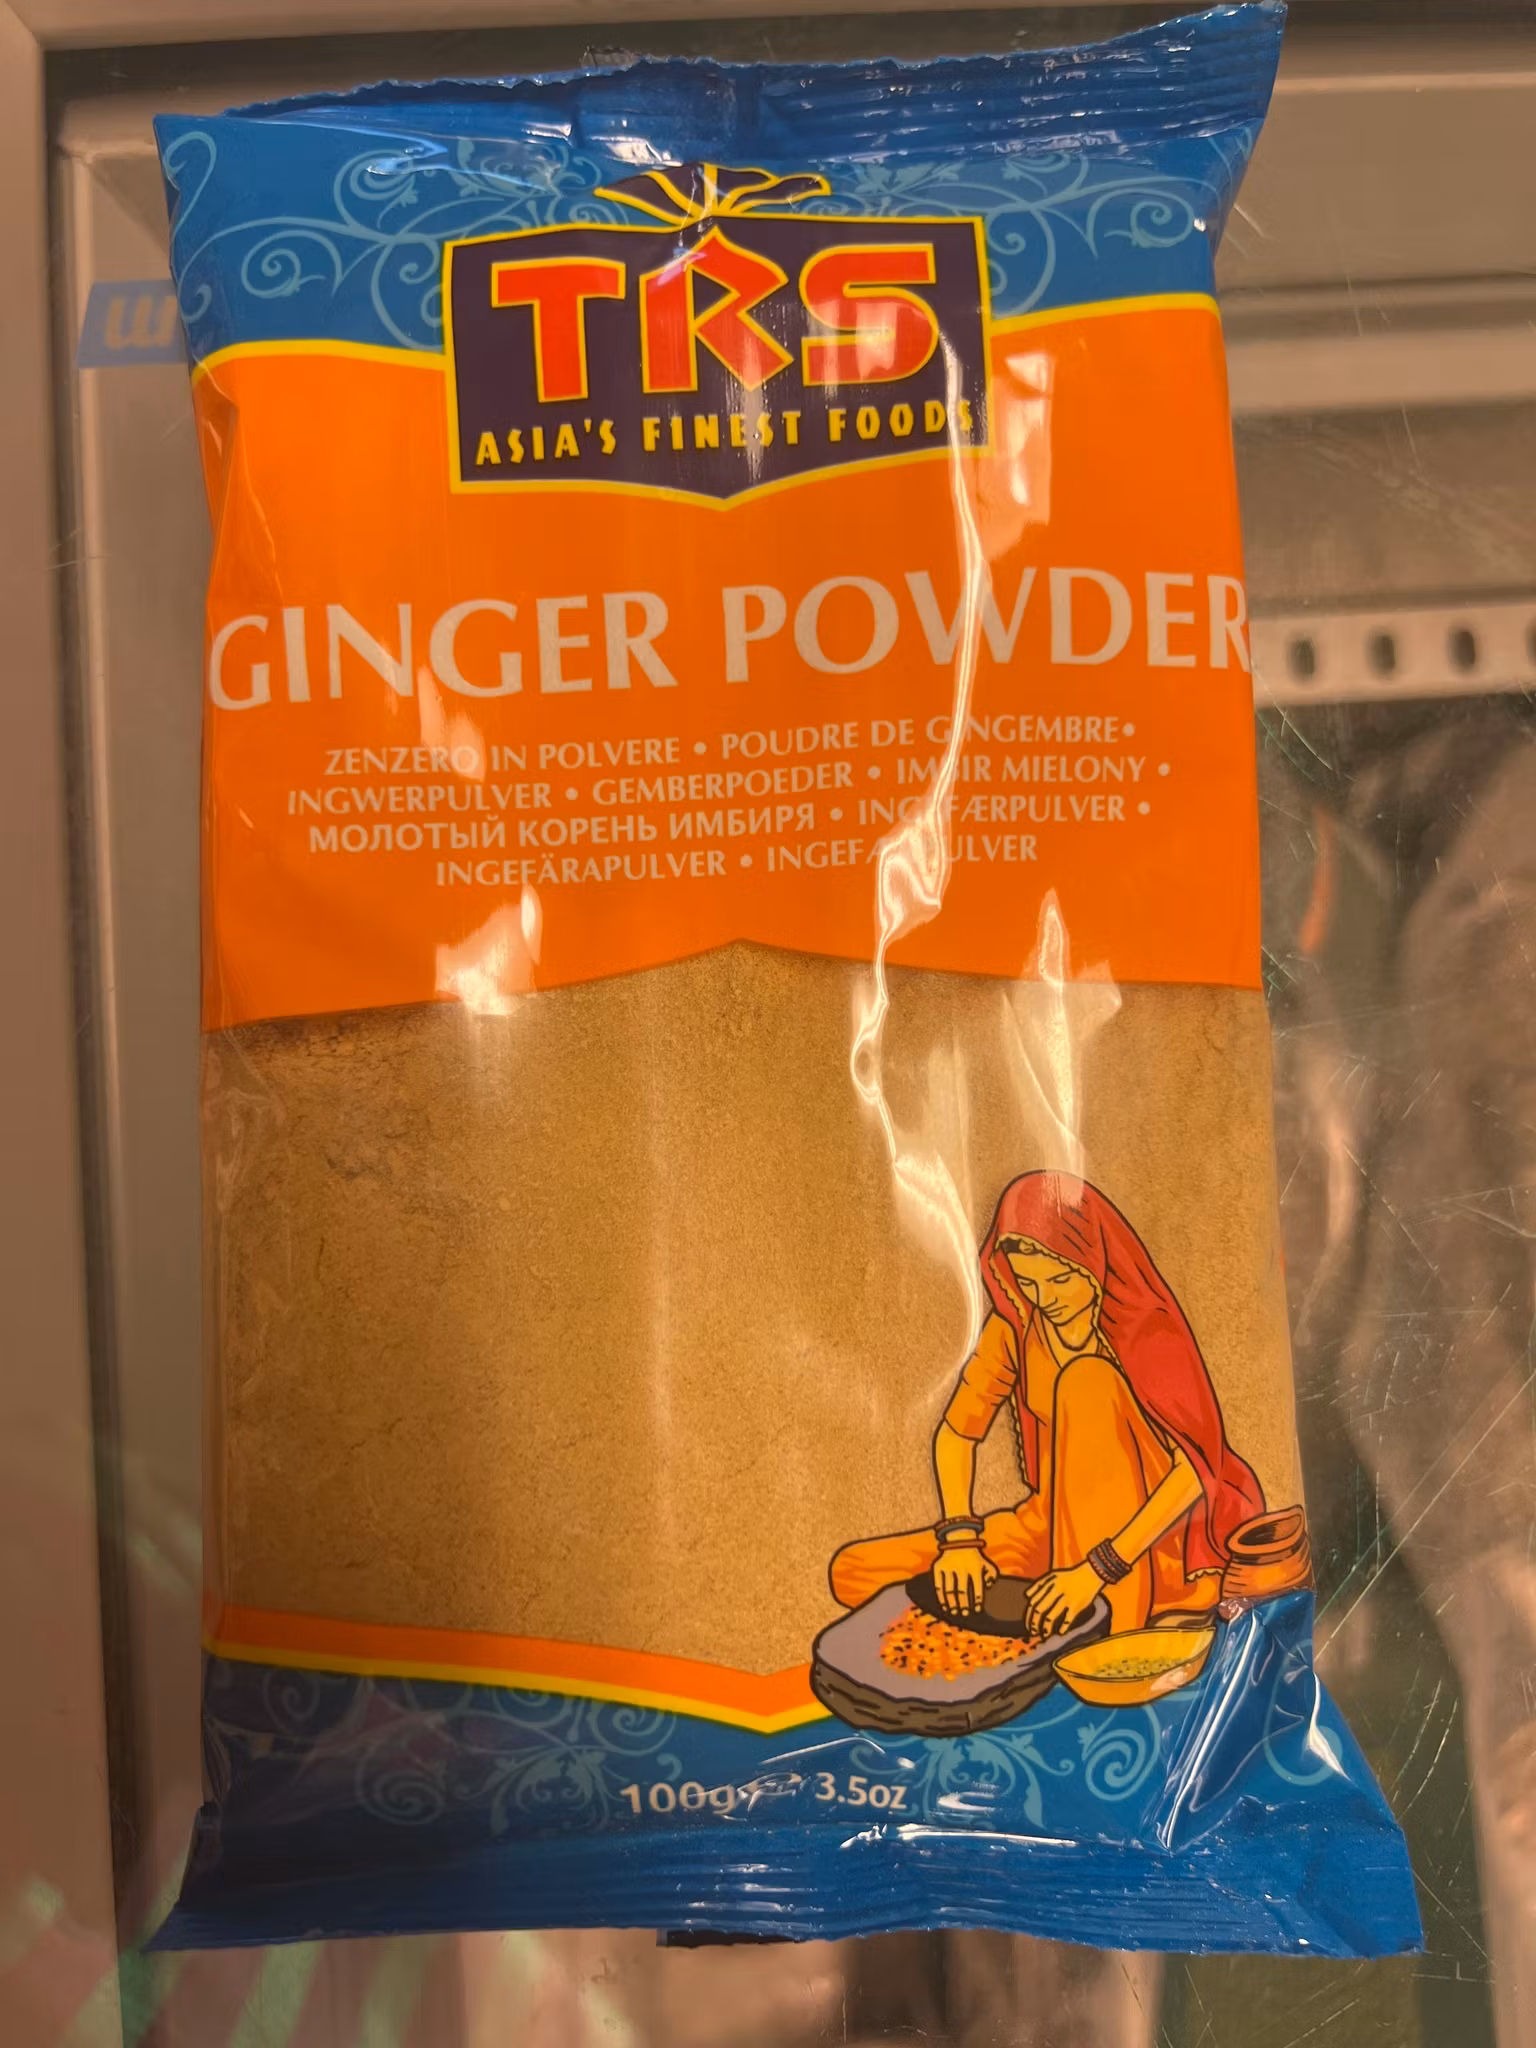 TRS
ASIA'S FINEST FOODS
GINGER POWDER
ZENZERO IN POLVERE • POUDRE DE GINGEMBRE•
INGWERPULVER • GEMBERPOEDER • IMBIR MIELONY •
МОЛОТЫЙ КОРЕНЬ ИМБИРЯ • INGEFÆRPULVER •
INGEFÄRAPULVER •
100g 3.5oz